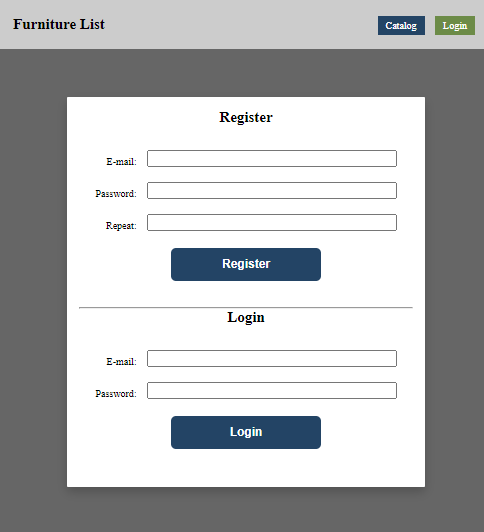 Furniture List Catalog Login
Register
E-mail:
Password:
Repeat:
Register
Login
E-mail:
Password:
Login